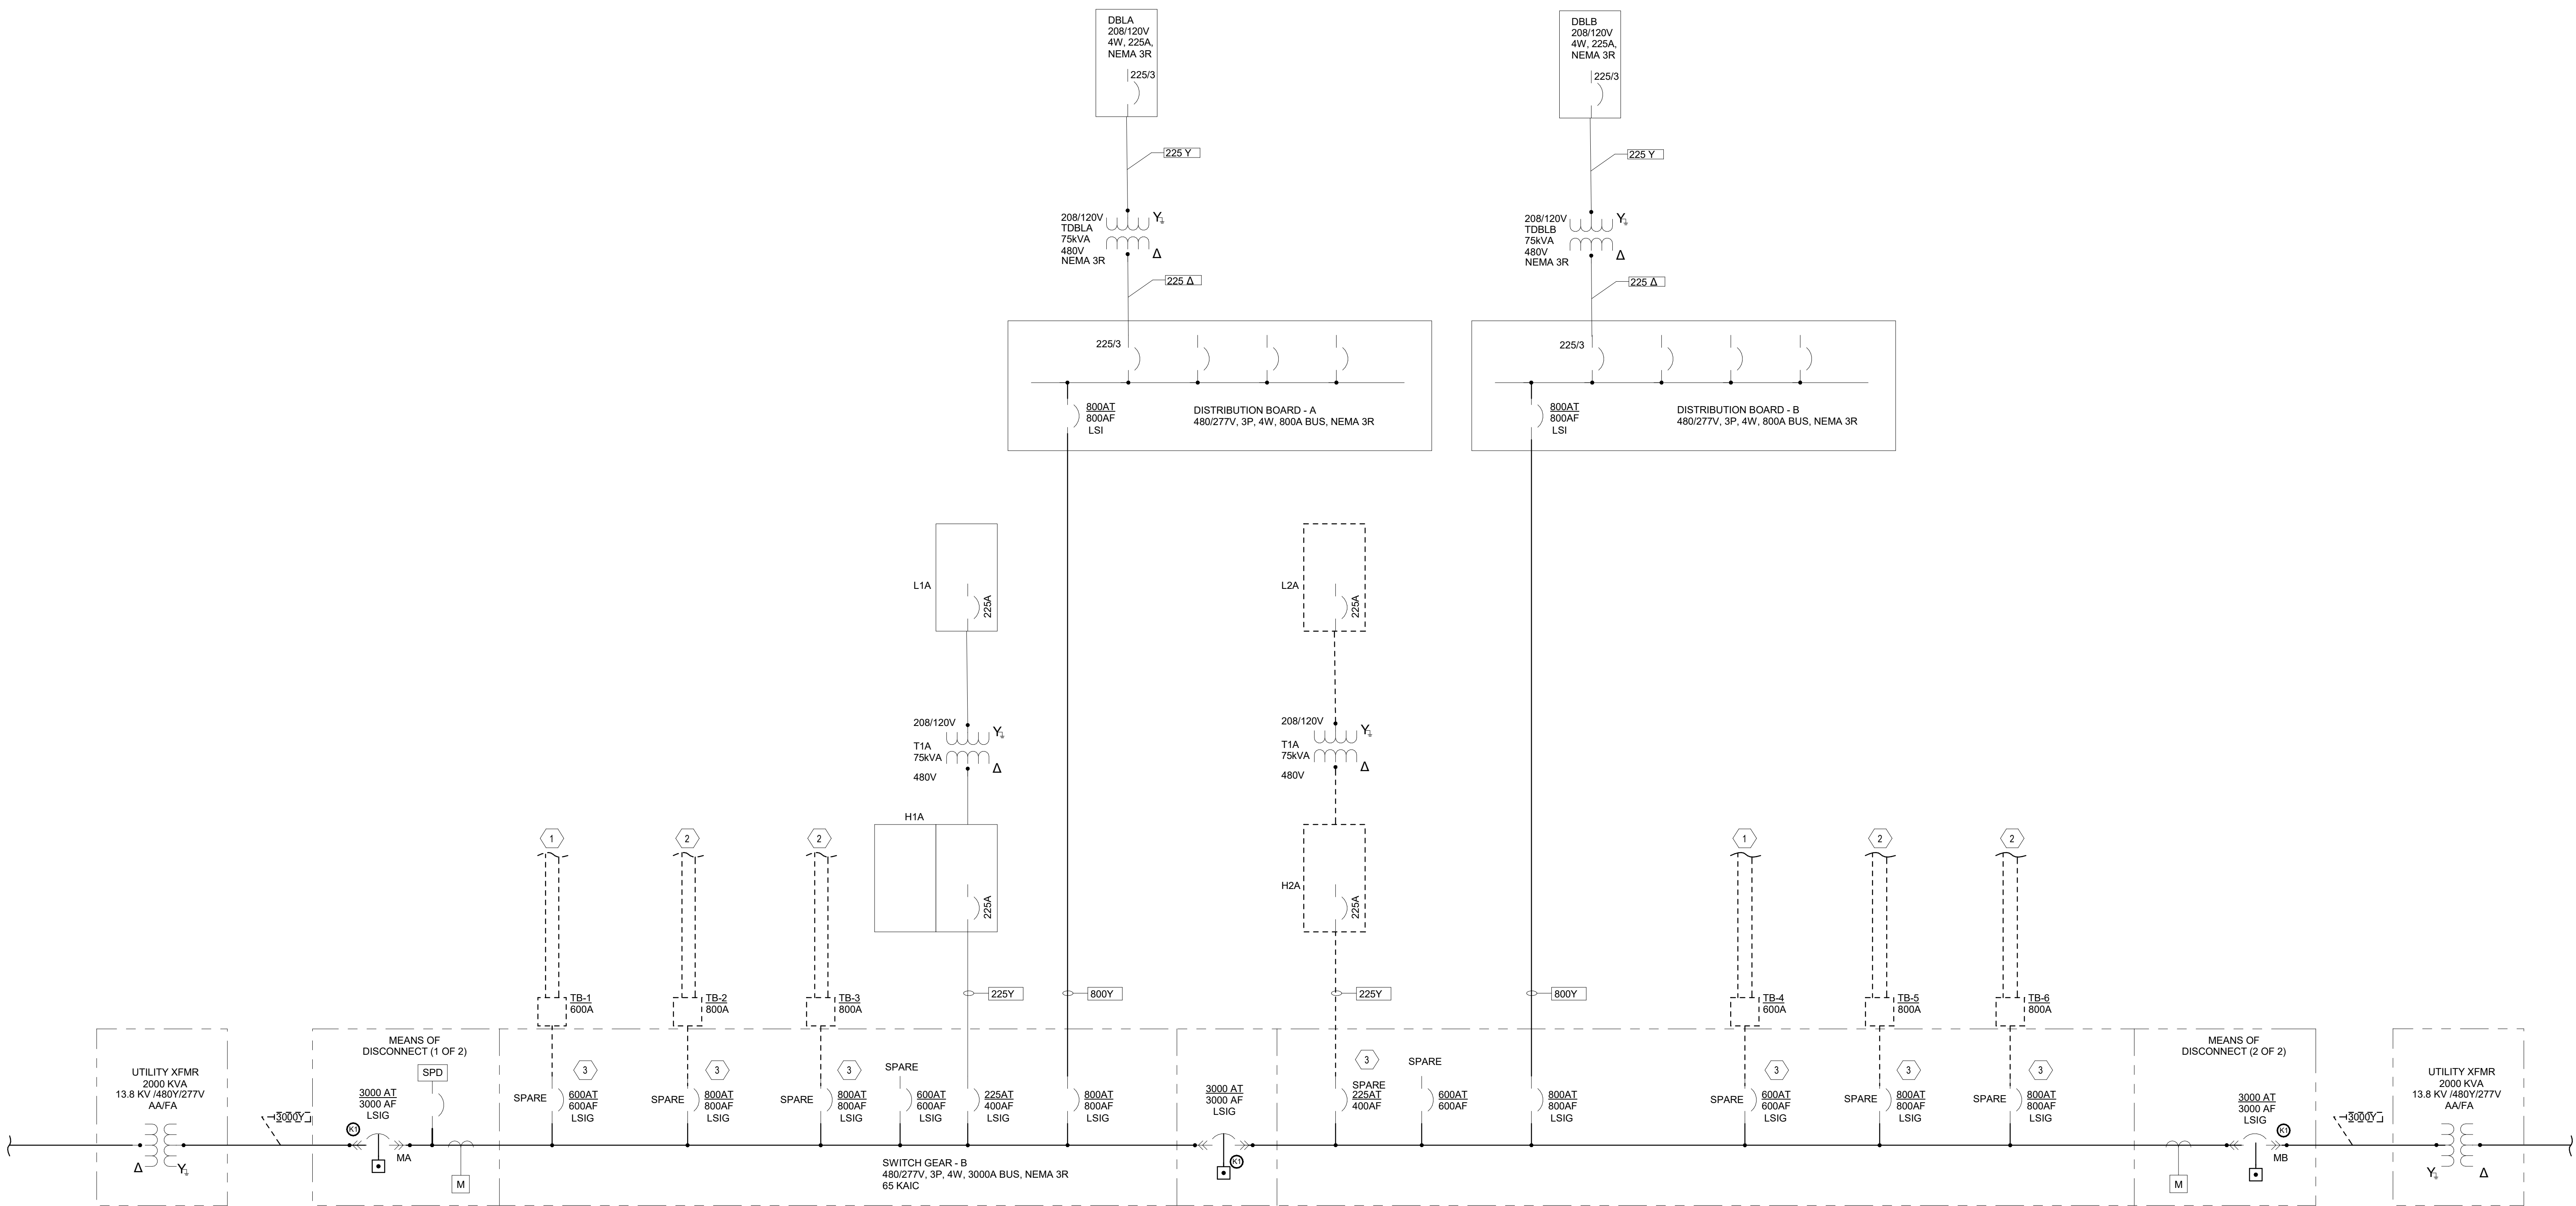 DBLA
208/120V
4W, 225A,
NEMA 3R
225/3
DBLB
208/120V
4W, 225A,
NEMA 3R
225/3
225 Y
225 Y
208/120V
TDBLA
75kVA
480V
NEMA 3R
Y
Δ
208/120V
TDBLB
75kVA
480V
NEMA 3R
Y
Δ
225 Δ
225 Δ
225/3
800AT
800AF
LSI
DISTRIBUTION BOARD - A
480/277V, 3P, 4W, 800A BUS, NEMA 3R
225/3
800AT
800AF
LSI
DISTRIBUTION BOARD - B
480/277V, 3P, 4W, 800A BUS, NEMA 3R
L1A
225A
L2A
225A
208/120V
T1A
75kVA
480V
Y
Δ
208/120V
T1A
75kVA
480V
Y
Δ
H1A
225A
H2A
225A
1
2
2
1
2
2
TB-1
600A
TB-2
800A
TB-3
800A
225Y
800Y
225Y
800Y
TB-4
600A
TB-5
800A
TB-6
800A
UTILITY XFMR
2000 KVA
13.8 KV /480Y/277V
AA/FA
Δ
Y
3000Y
MEANS OF
DISCONNECT (1 OF 2)
SPD
3000 AT
3000 AF
LSIG
K1
MA
M
3
SPARE
600AT
600AF
LSIG
3
SPARE
800AT
800AF
LSIG
3
SPARE
800AT
800AF
LSIG
SPARE
600AT
600AF
LSIG
225AT
400AF
LSIG
800AT
800AF
LSIG
SWITCH GEAR - B
480/277V, 3P, 4W, 3000A BUS, NEMA 3R
65 KAIC
3000 AT
3000 AF
LSIG
K1
3
SPARE
225AT
400AF
SPARE
600AT
600AF
800AT
800AF
LSIG
3
SPARE
600AT
600AF
LSIG
3
SPARE
800AT
800AF
LSIG
3
SPARE
800AT
800AF
LSIG
MEANS OF
DISCONNECT (2 OF 2)
3000 AT
3000 AF
LSIG
K1
MB
M
3000Y
UTILITY XFMR
2000 KVA
13.8 KV /480Y/277V
AA/FA
Y
Δ